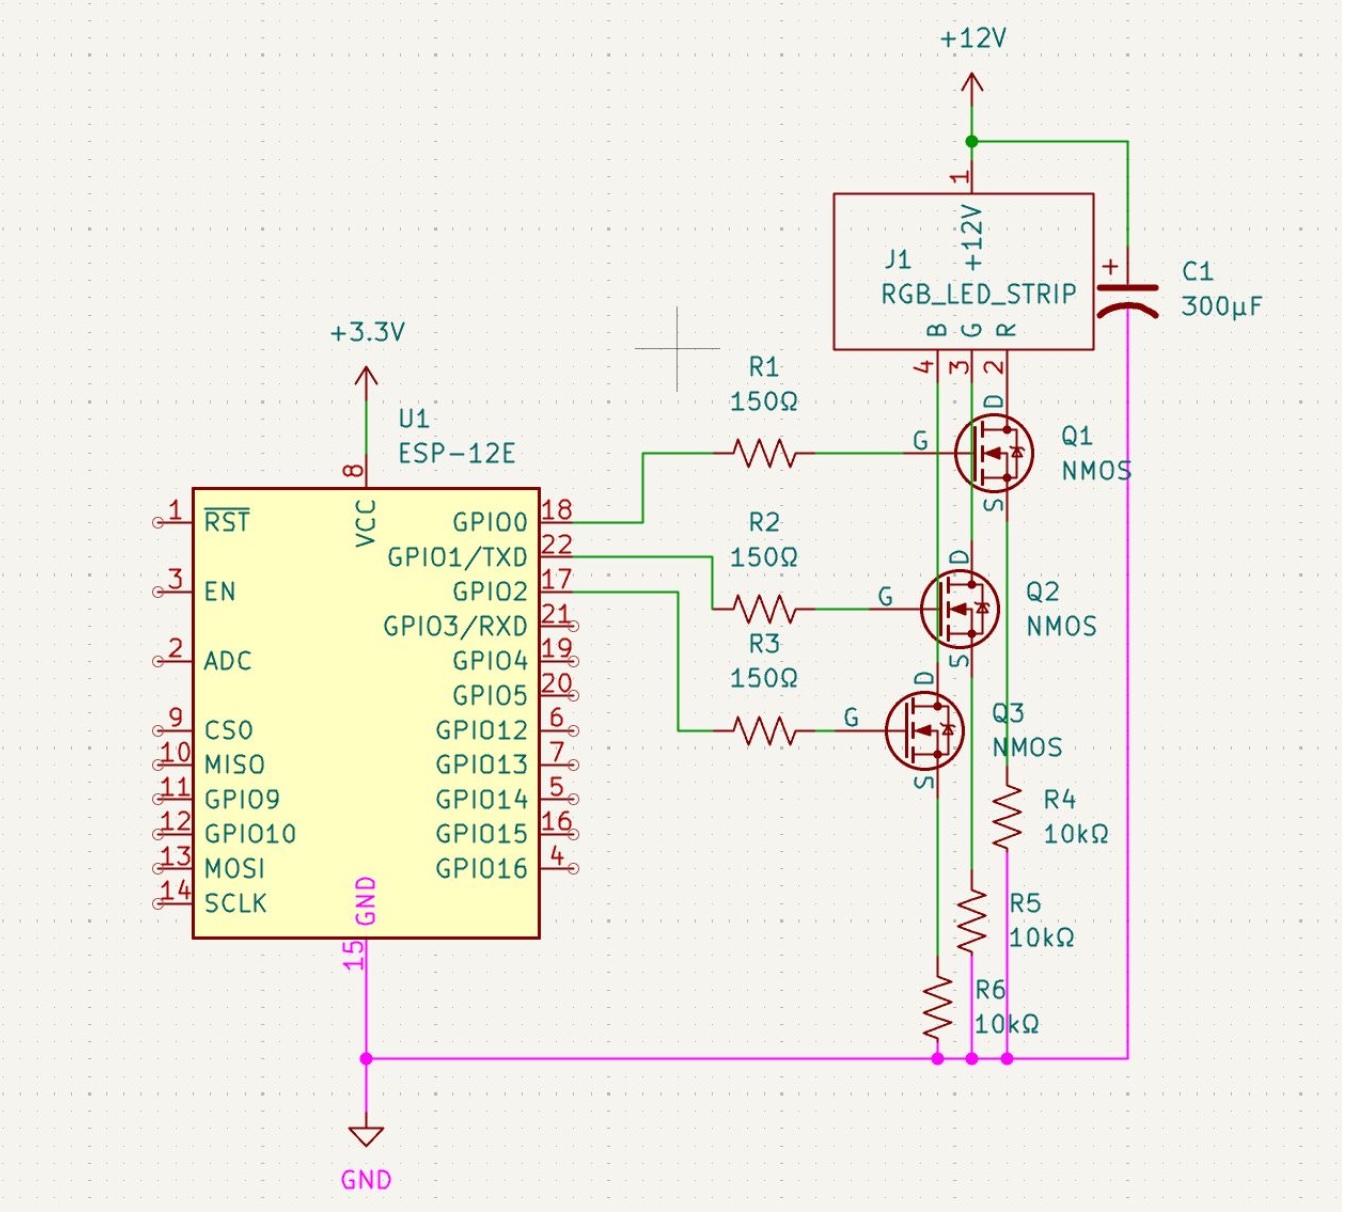 +12V
1
+12V
J1
RGB_LED_STRIP
B G R
4 3 2
+
C1
300µF
+3.3V
U1
ESP-12E
8
VCC
R1
150Ω
G
D
S
Q1
NMOS
R2
150Ω
G
D
S
Q2
NMOS
R3
150Ω
G
D
S
Q3
NMOS
1 RST
3 EN
2 ADC
9 CS0
10 MISO
11 GPIO9
12 GPIO10
13 MOSI
14 SCLK
GPIO0 18
GPIO1/TXD 22
GPIO2 17
GPIO3/RXD 21
GPIO4 19
GPIO5 20
GPIO12 6
GPIO13 7
GPIO14 5
GPIO15 16
GPIO16 4
GND
15
R4
10kΩ
R5
10kΩ
R6
10kΩ
GND